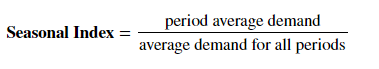 Seasonal Index = period average demand
average demand for all periods